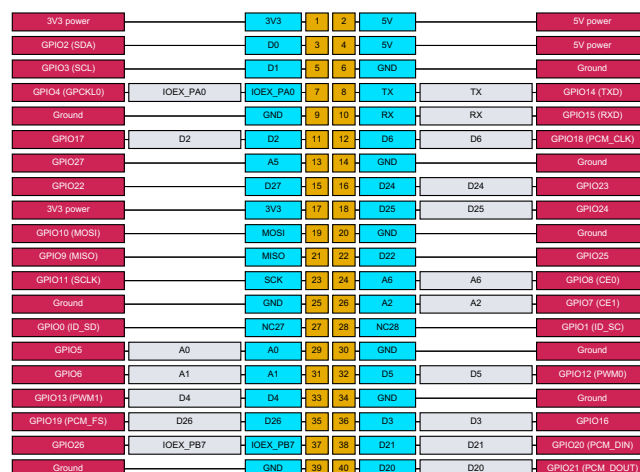 3V3 power 3V3 1 2 5V 5V power
GPIO2 (SDA) D0 3 4 5V 5V power
GPIO3 (SCL) D1 5 6 GND Ground
GPIO4 (GPCKL0) IOEX_PA0 IOEX_PA0 7 8 TX TX GPIO14 (TXD)
Ground GND 9 10 RX RX GPIO15 (RXD)
GPIO17 D2 D2 11 12 D6 D6 GPIO18 (PCM_CLK)
GPIO27 A5 13 14 GND Ground
GPIO22 D27 15 16 D24 D24 GPIO23
3V3 power 3V3 17 18 D25 D25 GPIO24
GPIO10 (MOSI) MOSI 19 20 GND Ground
GPIO9 (MISO) MISO 21 22 D22 GPIO25
GPIO11 (SCLK) SCK 23 24 A6 A6 GPIO8 (CE0)
Ground GND 25 26 A2 A2 GPIO7 (CE1)
GPIO0 (ID_SD) NC27 27 28 NC28 GPIO1 (ID_SC)
GPIO5 A0 A0 29 30 GND Ground
GPIO6 A1 A1 31 32 D5 D5 GPIO12 (PWM0)
GPIO13 (PWM1) D4 D4 33 34 GND Ground
GPIO19 (PCM_FS) D26 D26 35 36 D3 D3 GPIO16
GPIO26 IOEX_PB7 IOEX_PB7 37 38 D21 D21 GPIO20 (PCM_DIN)
Ground GND 39 40 D20 D20 GPIO21 (PCM_DOUT)